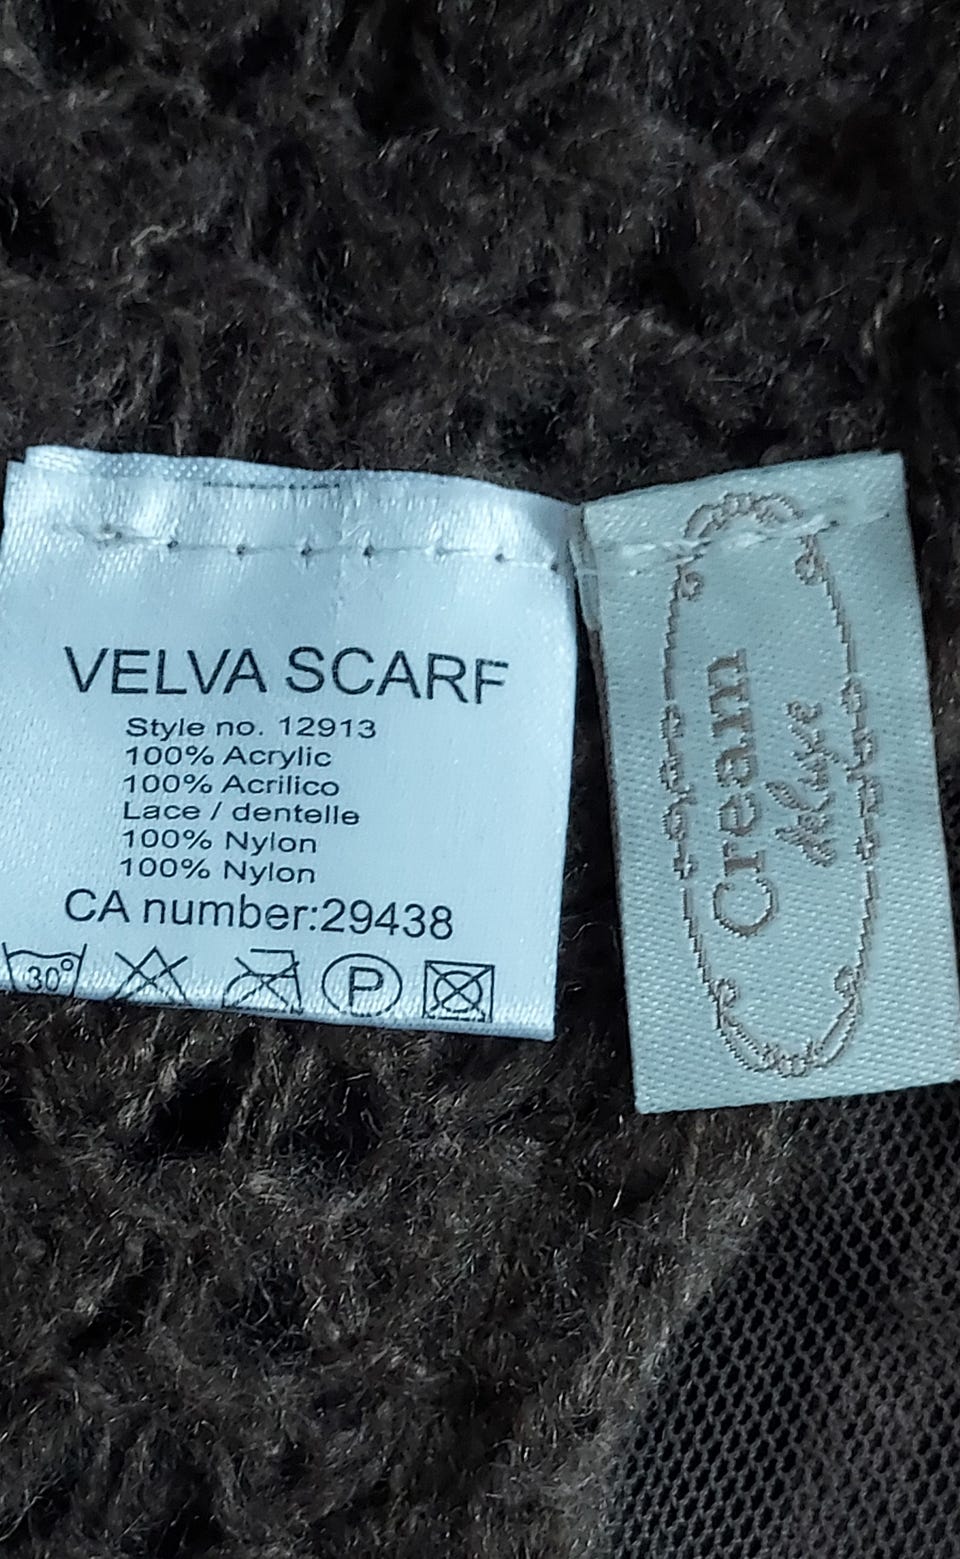 VELVA SCARF
Style no. 12913
100% Acrylic
100% Acrilico
Lace / dentelle
100% Nylon
100% Nylon
CA number:29438
30°
P
Cream
deluxe